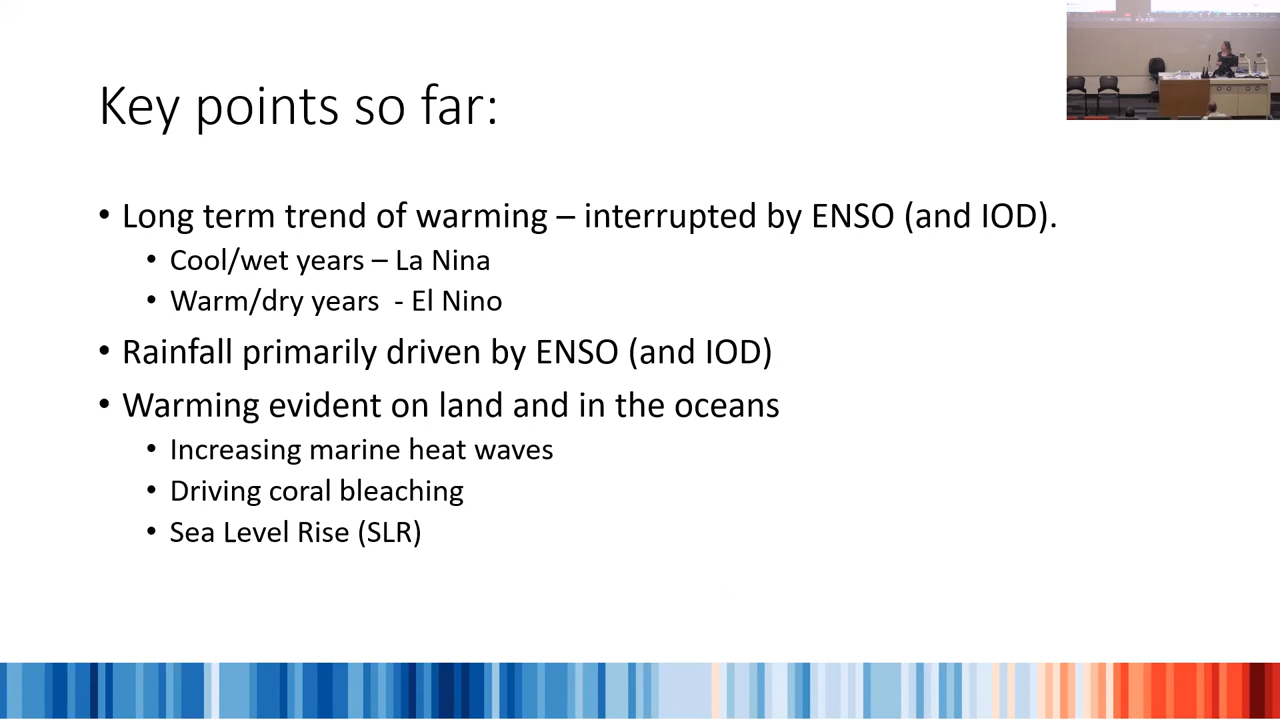 Key points so far:
• Long term trend of warming – interrupted by ENSO (and IOD).
• Cool/wet years – La Nina
• Warm/dry years  - El Nino
• Rainfall primarily driven by ENSO (and IOD)
• Warming evident on land and in the oceans
• Increasing marine heat waves
• Driving coral bleaching
• Sea Level Rise (SLR)